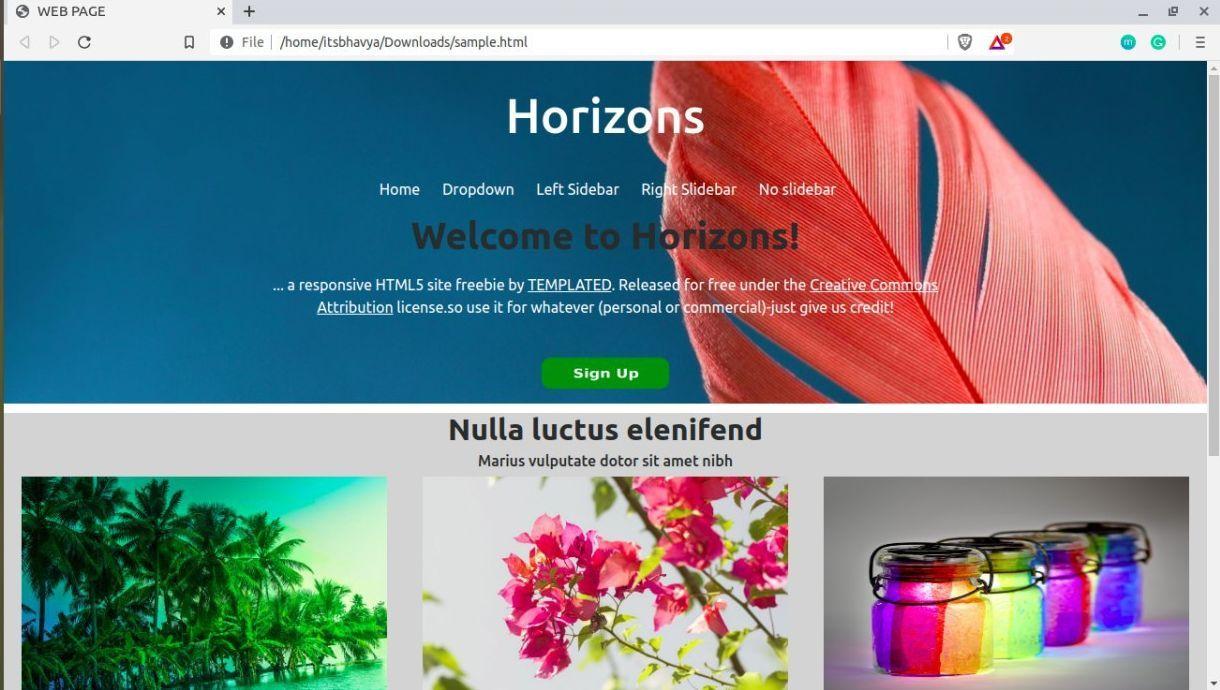 WEB PAGE
File
/home/itsbhavya/Downloads/sample.html
2
m
G
Horizons
Home Dropdown Left Sidebar Right Slidebar No slidebar
Welcome to Horizons!
... a responsive HTML5 site freebie by TEMPLATED. Released for free under the Creative Commons
Attribution license.so use it for whatever (personal or commercial)-just give us credit!
Sign Up
Nulla luctus elenifend
Marius vulputate dotor sit amet nibh